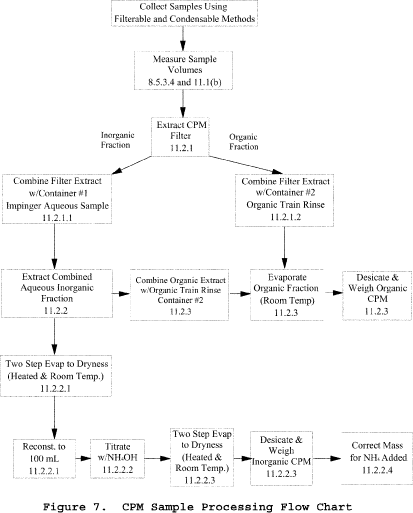 Collect Samples Using
Filterable and Condensable Methods
Measure Sample
Volumes
8.5.3.4 and 11.1(b)
Inorganic
Fraction
Extract CPM
Filter
11.2.1
Organic
Fraction
Combine Filter Extract
w/Container #1
Impinger Aqueous Sample
11.2.1.1
Combine Filter Extract
w/Container #2
Organic Train Rinse
11.2.1.2
Extract Combined
Aqueous Inorganic
Fraction
11.2.2
Combine Organic Extract
w/Organic Train Rinse
Container #2
11.2.3
Evaporate
Organic Fraction
(Room Temp)
11.2.3
Desicate &
Weigh Organic
CPM
11.2.3
Two Step Evap to Dryness
(Heated & Room Temp.)
11.2.2.1
Reconst. to
100 mL
11.2.2.1
Titrate
w/NH4OH
11.2.2.2
Two Step Evap
to Dryness
(Heated &
Room Temp.)
11.2.2.3
Desicate &
Weigh
Inorganic CPM
11.2.2.3
Correct Mass
for NH4 Added
11.2.2.4
Figure 7. CPM Sample Processing Flow Chart